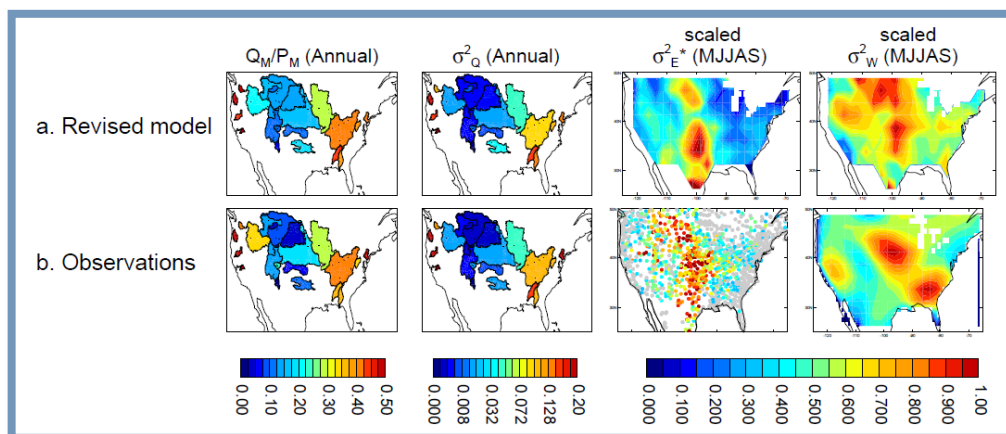 Q_M/P_M (Annual)
σ²_Q (Annual)
scaled
σ²_E* (MJJAS)
scaled
σ²_W (MJJAS)
a. Revised model
b. Observations
0.00 0.10 0.20 0.30 0.40 0.50
0.000 0.008 0.032 0.072 0.128 0.20
0.000 0.100 0.200 0.300 0.400 0.500 0.600 0.700 0.800 0.900 1.00